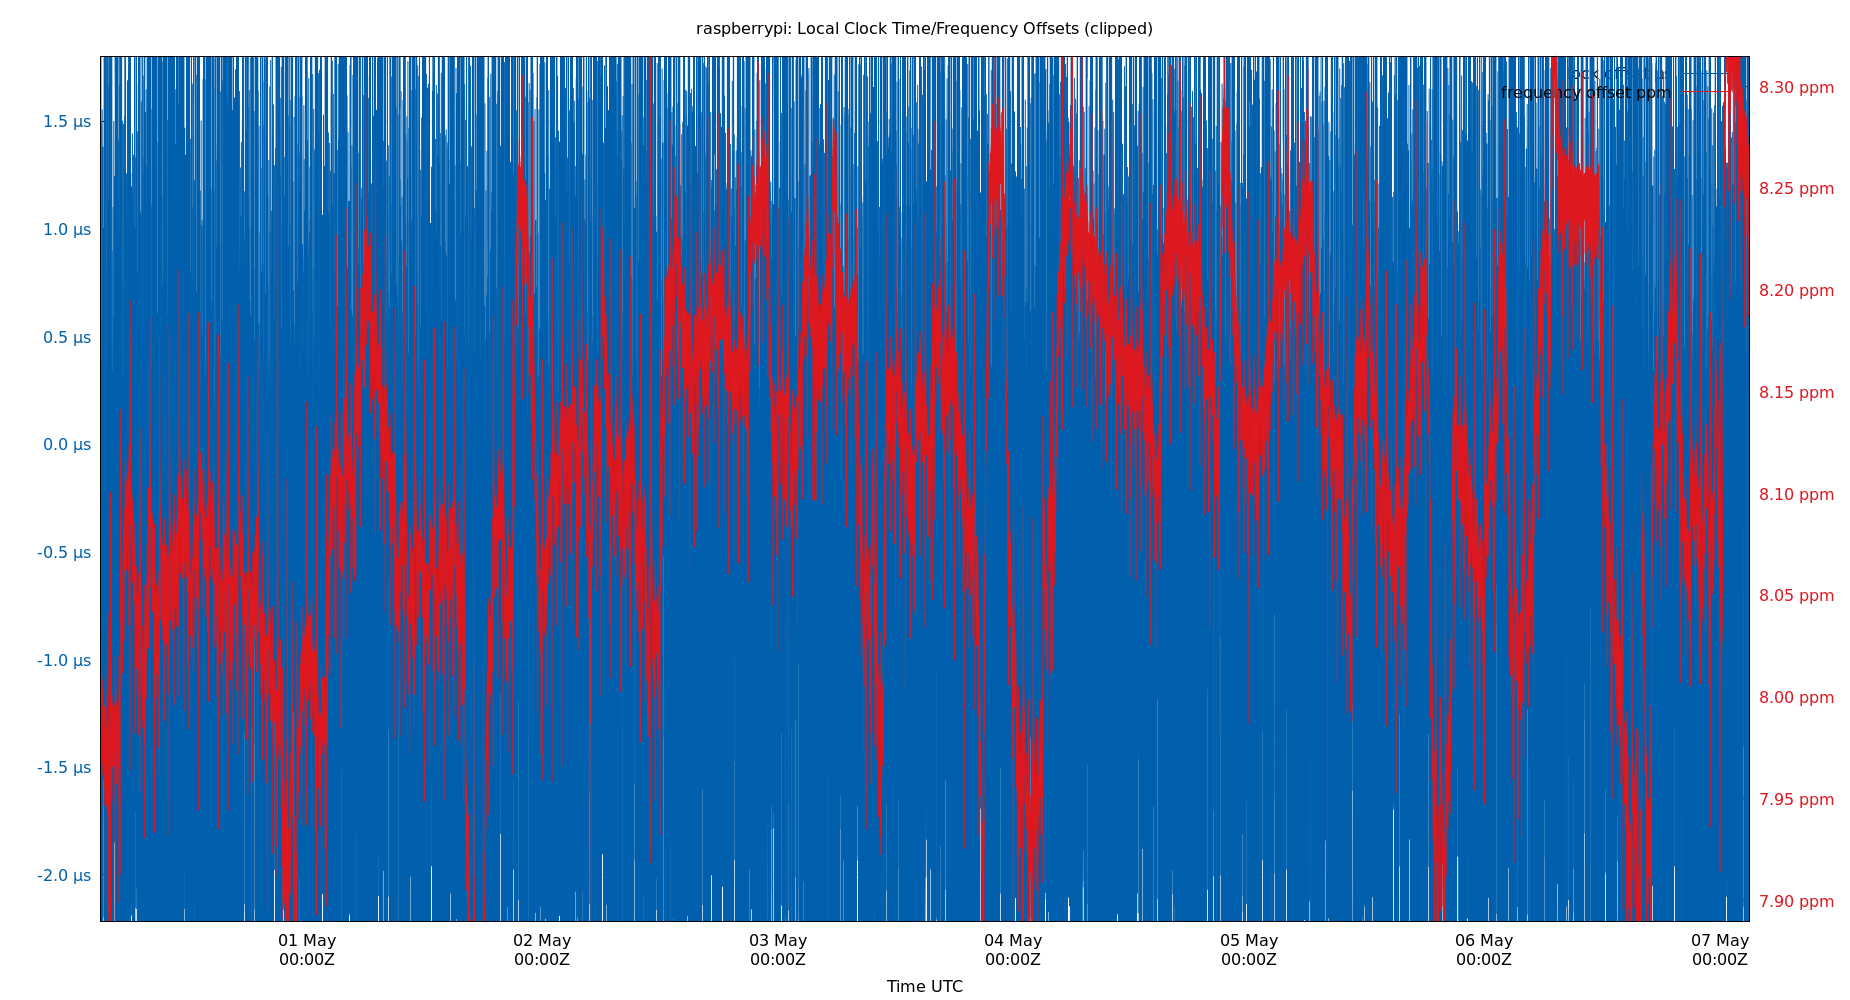 raspberrypi: Local Clock Time/Frequency Offsets (clipped)
clock offset
frequency offset ppm
1.5 µs
1.0 µs
0.5 µs
0.0 µs
-0.5 µs
-1.0 µs
-1.5 µs
-2.0 µs
8.30 ppm
8.25 ppm
8.20 ppm
8.15 ppm
8.10 ppm
8.05 ppm
8.00 ppm
7.95 ppm
7.90 ppm
01 May 02 May 03 May 04 May 05 May 06 May 07 May
00:00Z 00:00Z 00:00Z 00:00Z 00:00Z 00:00Z 00:00Z
Time UTC